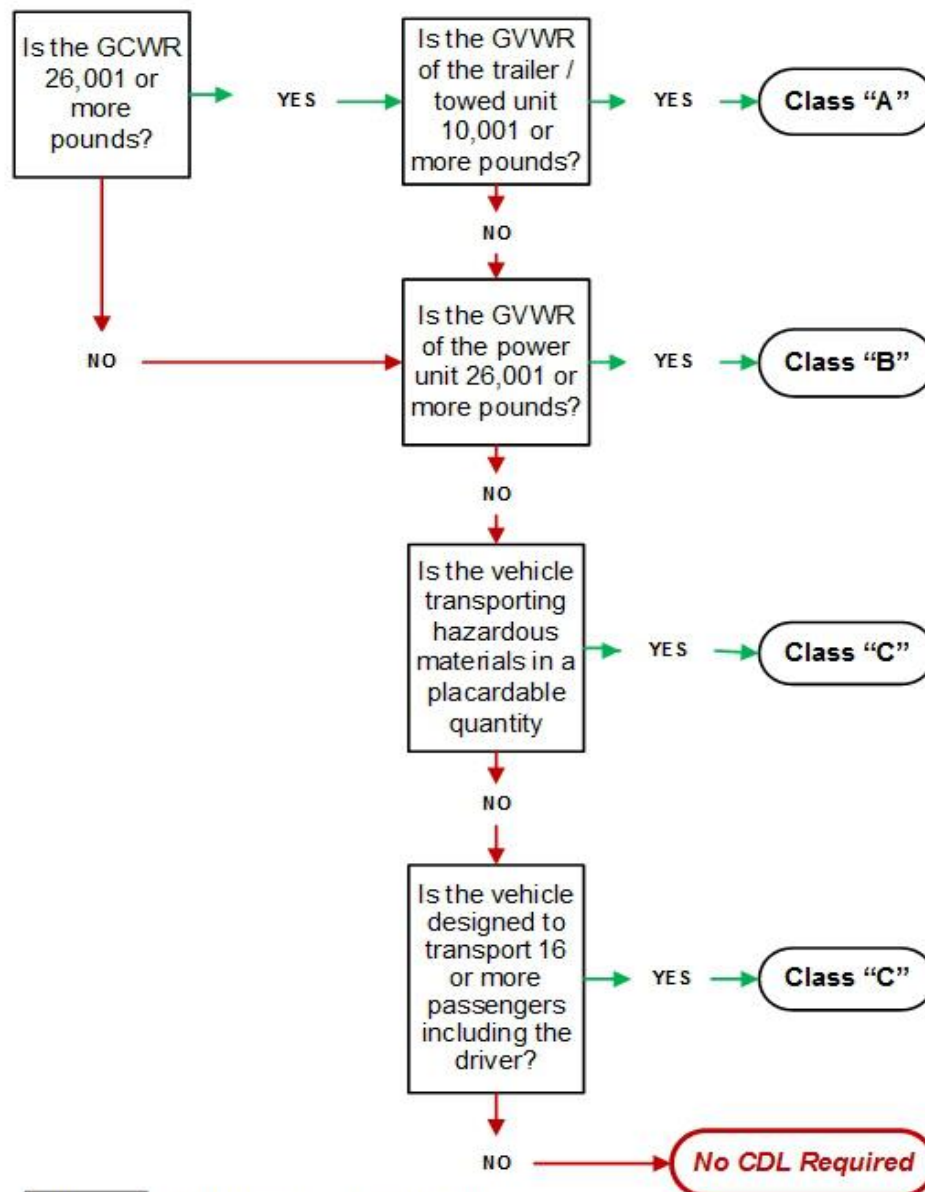 Is the GCWR
26,001 or
more
pounds?
YES
Is the GVWR
of the trailer /
towed unit
10,001 or
more pounds?
YES
Class “A”
NO
NO
Is the GVWR
of the power
unit 26,001 or
more pounds?
YES
Class “B”
NO
Is the vehicle
transporting
hazardous
materials in a
placardable
quantity
YES
Class “C”
NO
Is the vehicle
designed to
transport 16
or more
passengers
including the
driver?
YES
Class “C”
NO
No CDL Required